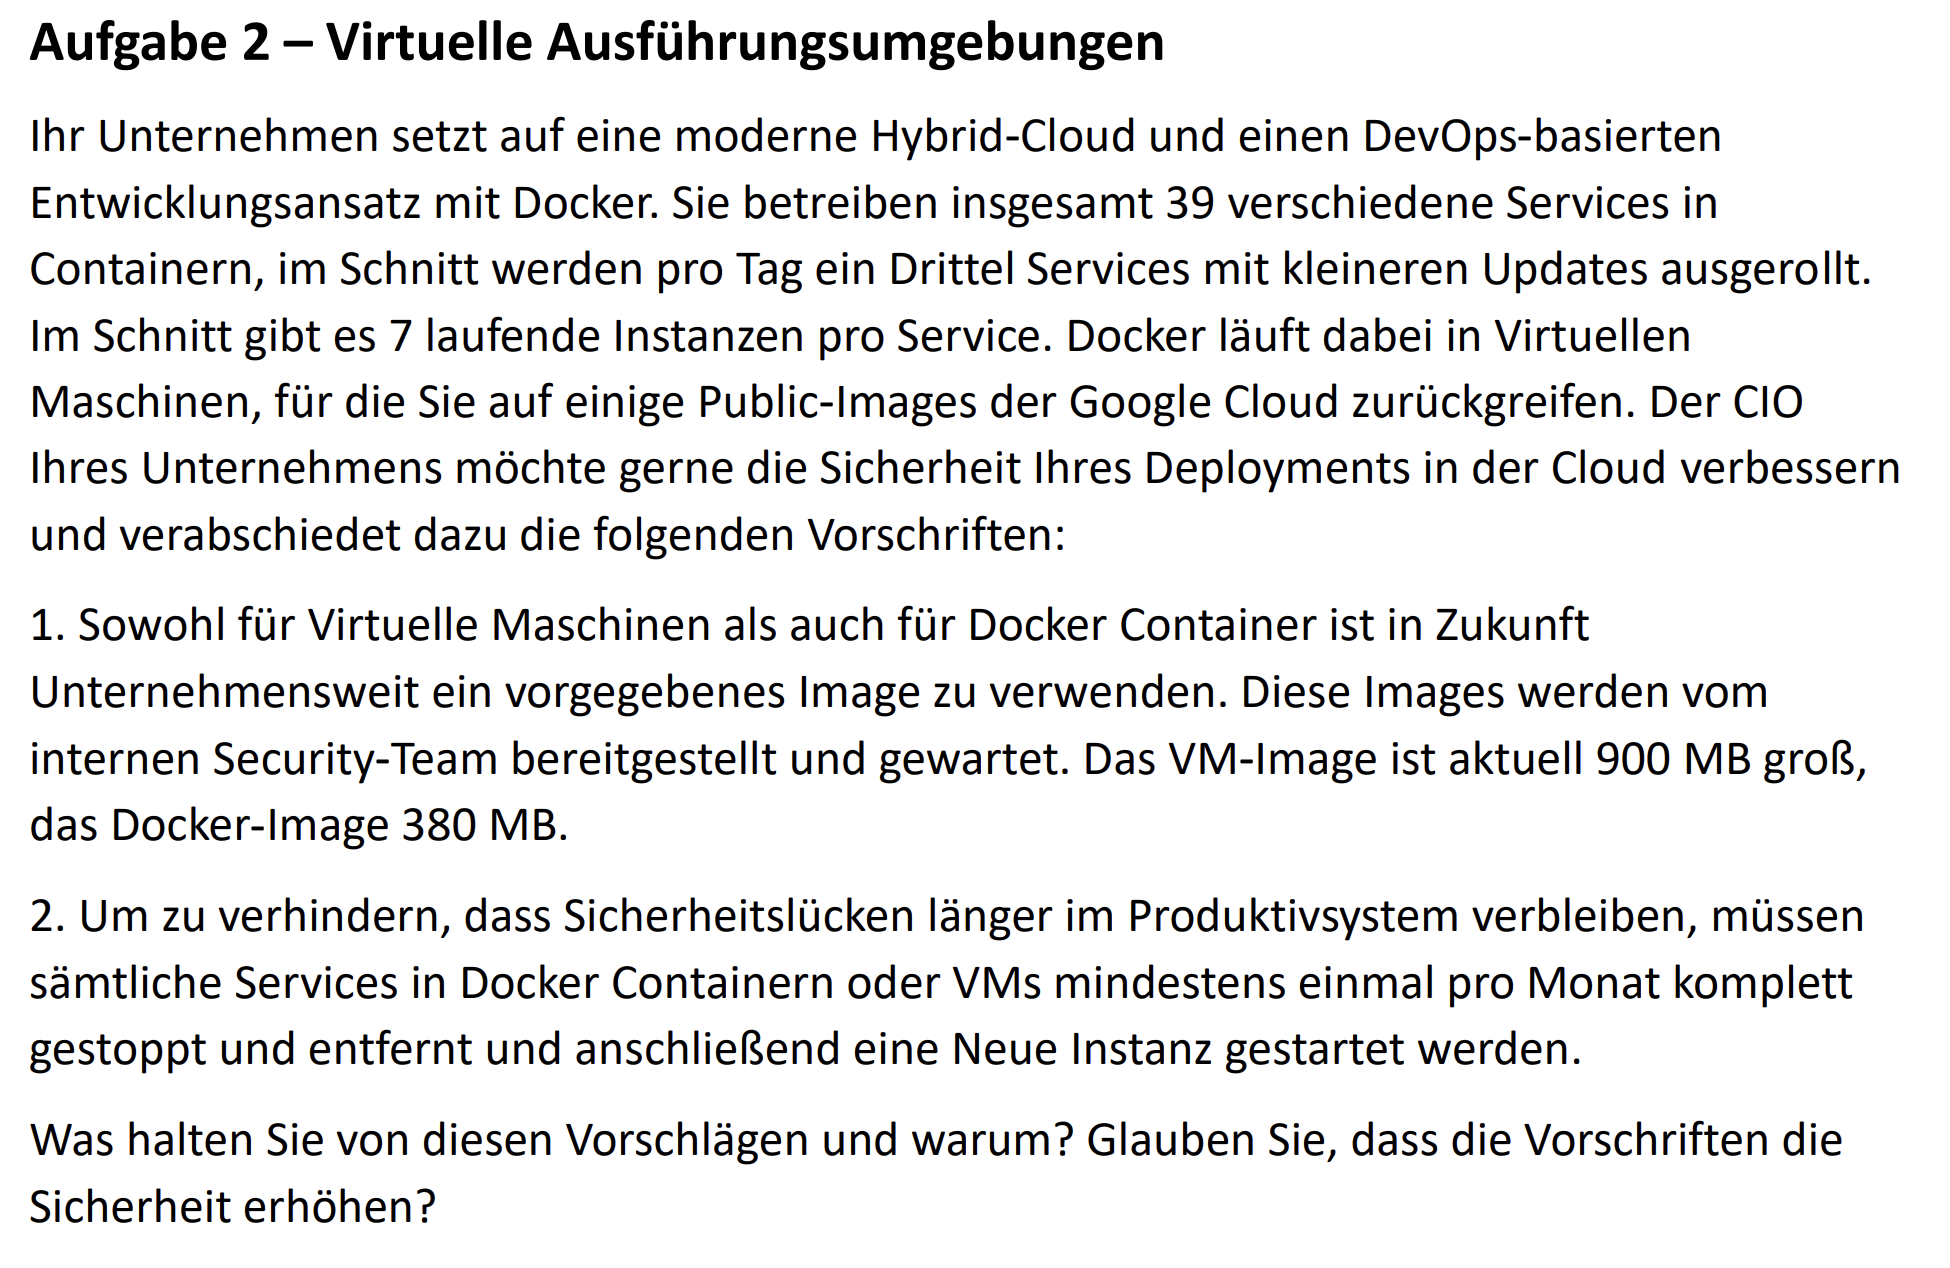 Aufgabe 2 – Virtuelle Ausführungsumgebungen
Ihr Unternehmen setzt auf eine moderne Hybrid-Cloud und einen DevOps-basierten
Entwicklungsansatz mit Docker. Sie betreiben insgesamt 39 verschiedene Services in
Containern, im Schnitt werden pro Tag ein Drittel Services mit kleineren Updates ausgerollt.
Im Schnitt gibt es 7 laufende Instanzen pro Service. Docker läuft dabei in Virtuellen
Maschinen, für die Sie auf einige Public-Images der Google Cloud zurückgreifen. Der CIO
Ihres Unternehmens möchte gerne die Sicherheit Ihres Deployments in der Cloud verbessern
und verabschiedet dazu die folgenden Vorschriften:
1. Sowohl für Virtuelle Maschinen als auch für Docker Container ist in Zukunft
Unternehmensweit ein vorgegebenes Image zu verwenden. Diese Images werden vom
internen Security-Team bereitgestellt und gewartet. Das VM-Image ist aktuell 900 MB groß,
das Docker-Image 380 MB.
2. Um zu verhindern, dass Sicherheitslücken länger im Produktivsystem verbleiben, müssen
sämtliche Services in Docker Containern oder VMs mindestens einmal pro Monat komplett
gestoppt und entfernt und anschließend eine Neue Instanz gestartet werden.
Was halten Sie von diesen Vorschlägen und warum? Glauben Sie, dass die Vorschriften die
Sicherheit erhöhen?